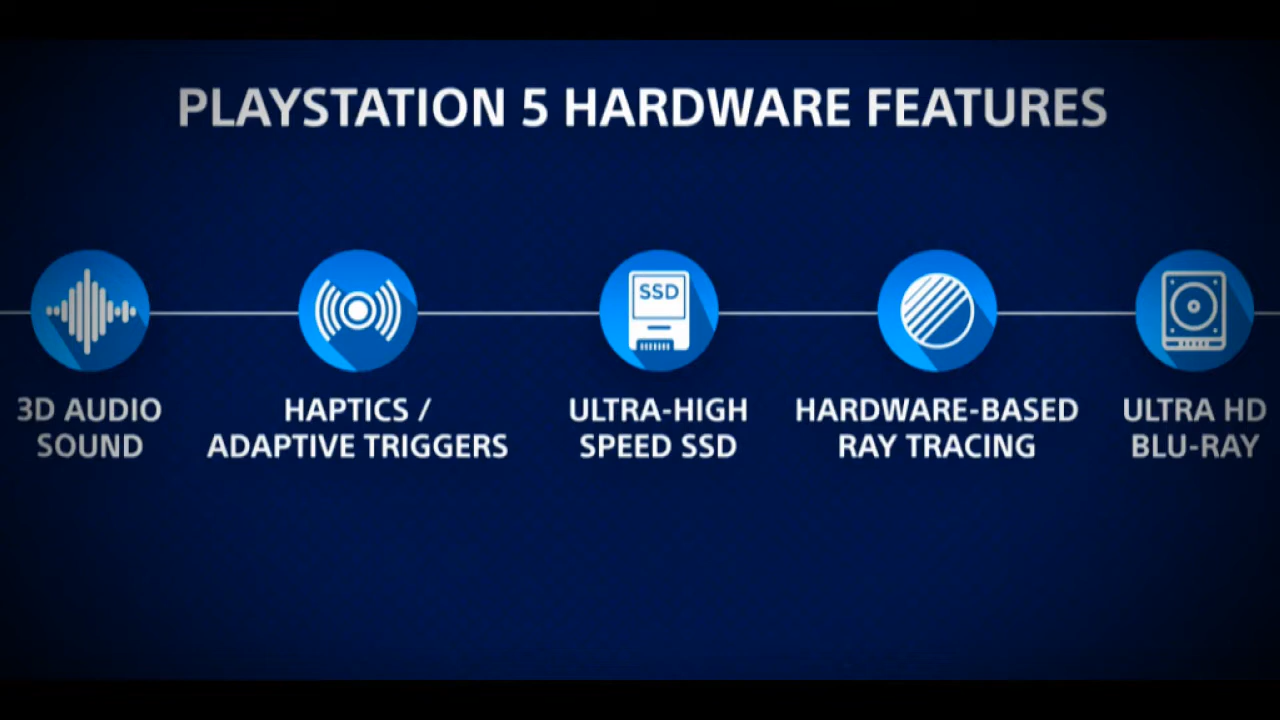 PLAYSTATION 5 HARDWARE FEATURES
SSD
3D AUDIO
SOUND
HAPTICS /
ADAPTIVE TRIGGERS
ULTRA-HIGH
SPEED SSD
HARDWARE-BASED
RAY TRACING
ULTRA HD
BLU-RAY